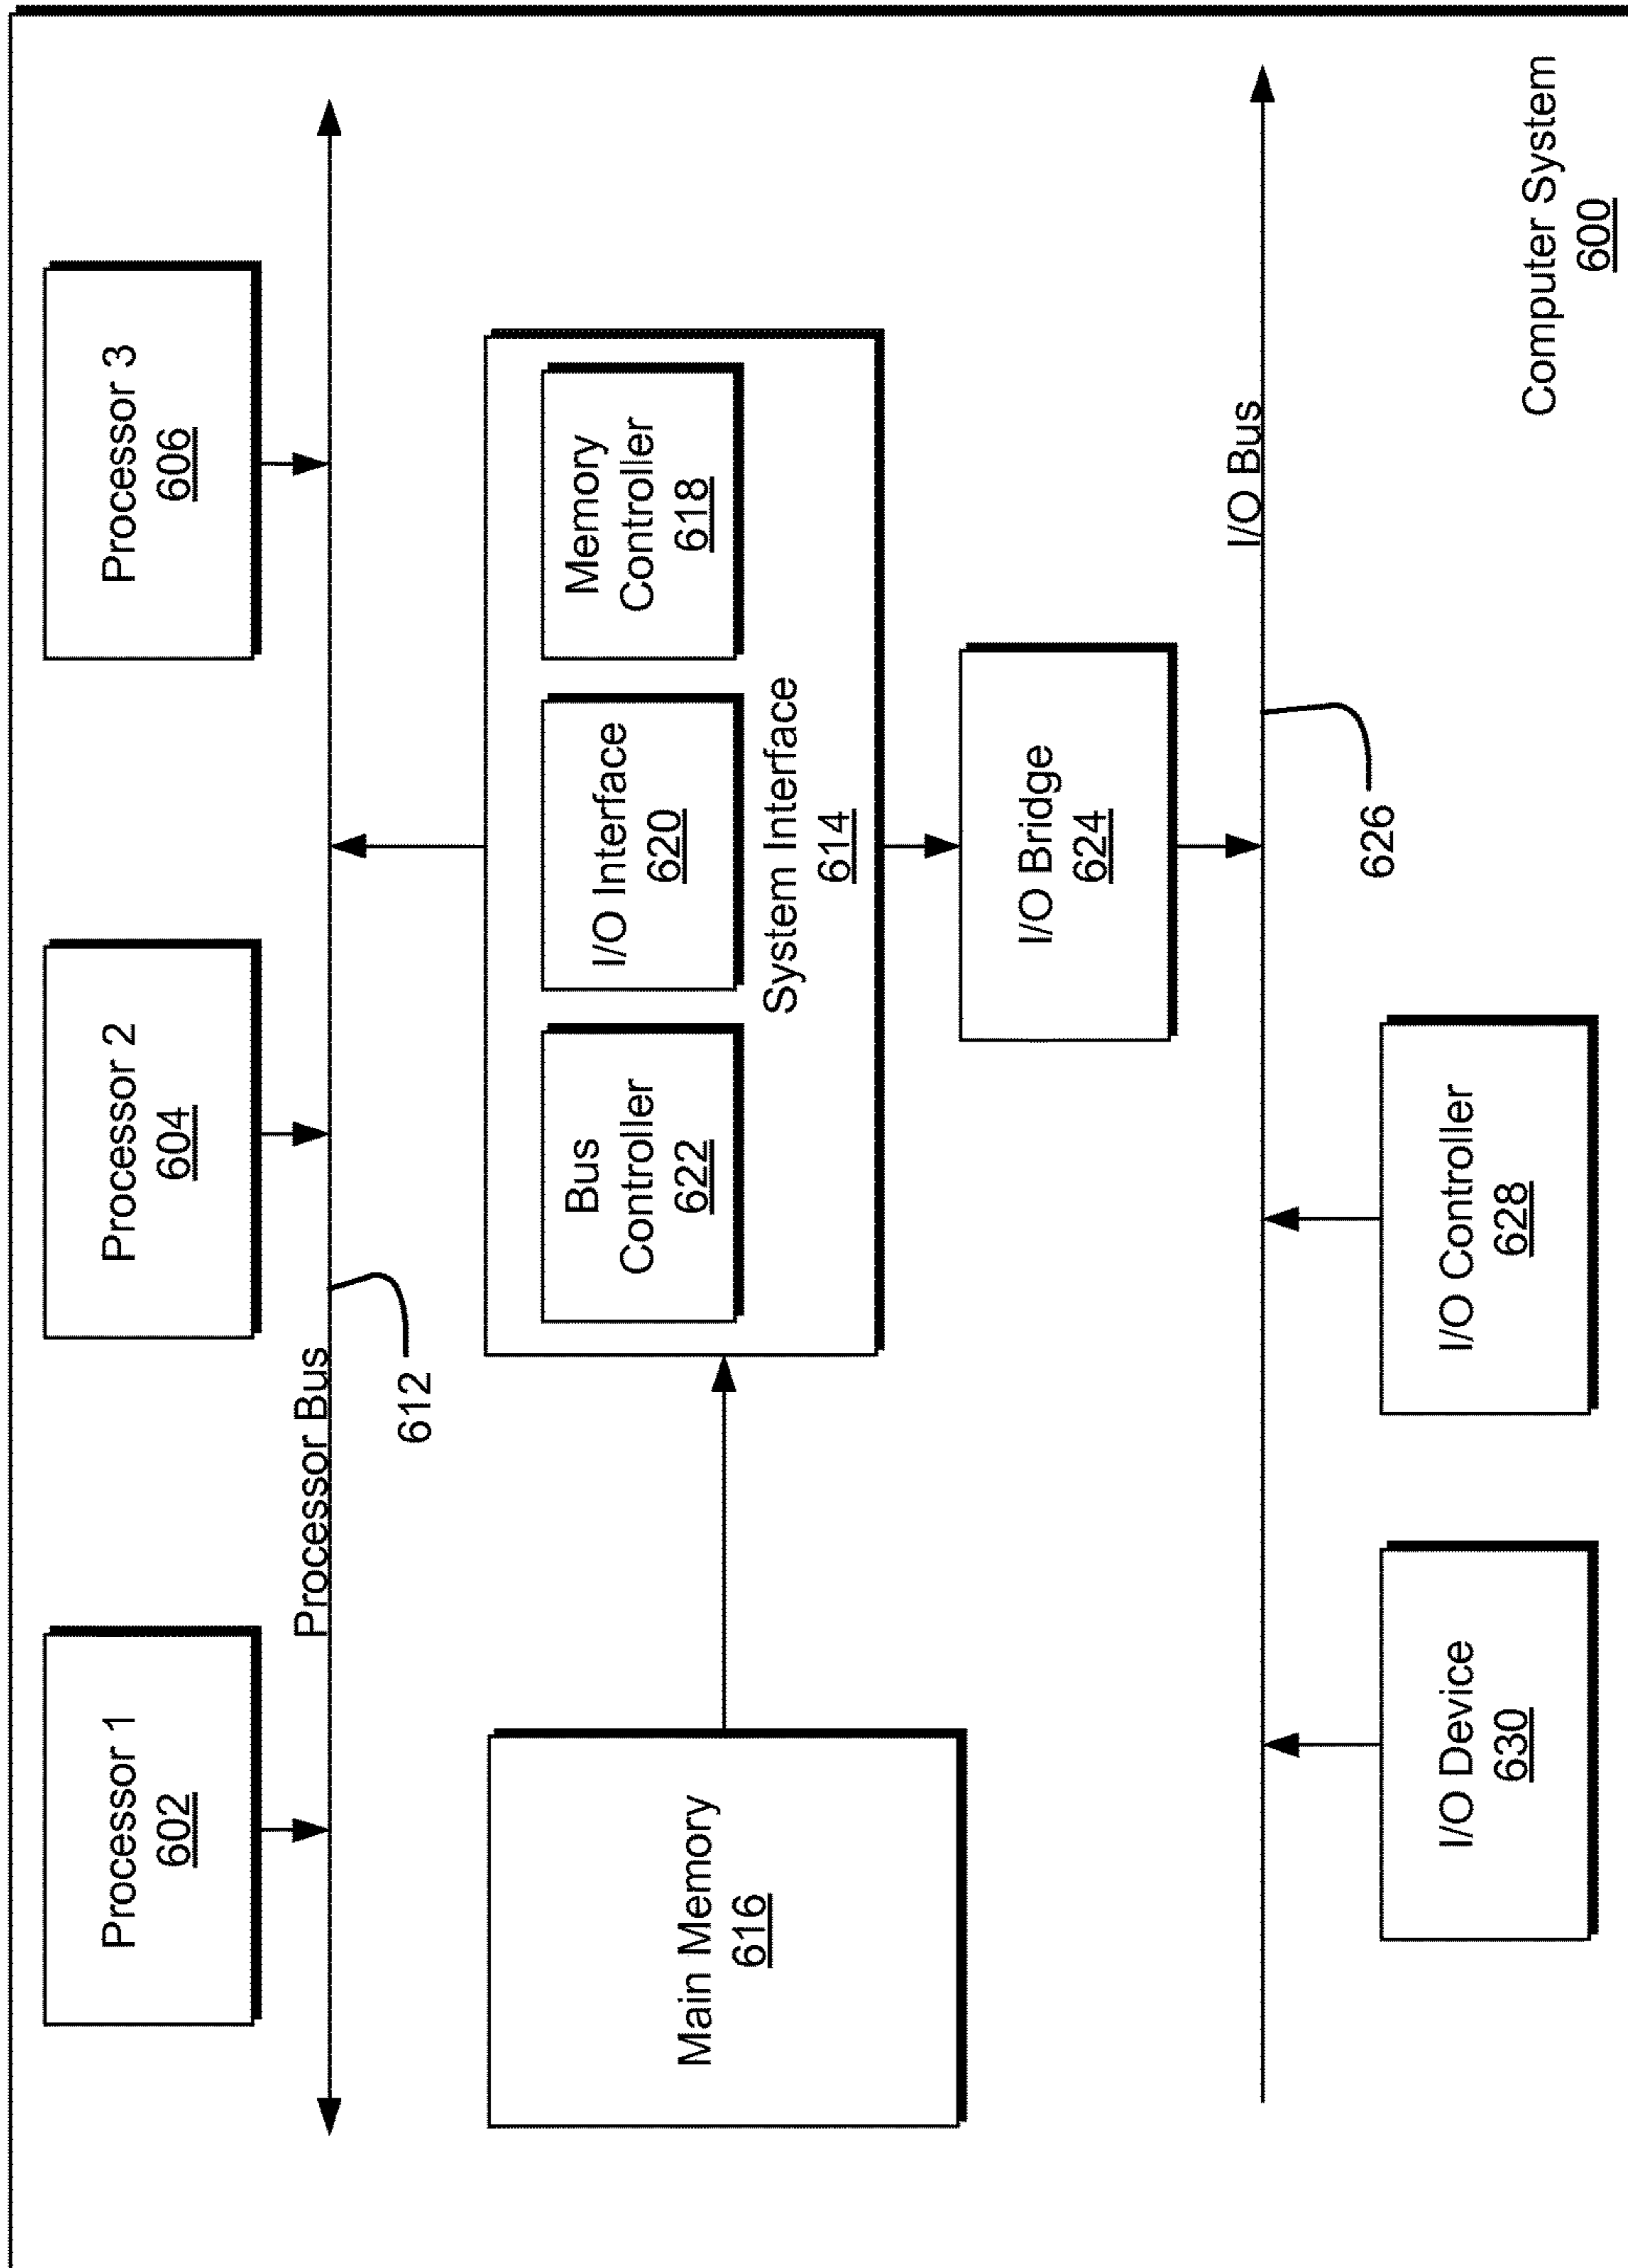 Processor 1
602
Processor 2
604
Processor 3
606
Processor Bus
612
Main Memory
616
Bus
Controller
622
I/O Interface
620
Memory
Controller
618
System Interface
614
I/O Bridge
624
I/O Bus
626
I/O Device
630
I/O Controller
628
Computer System
600